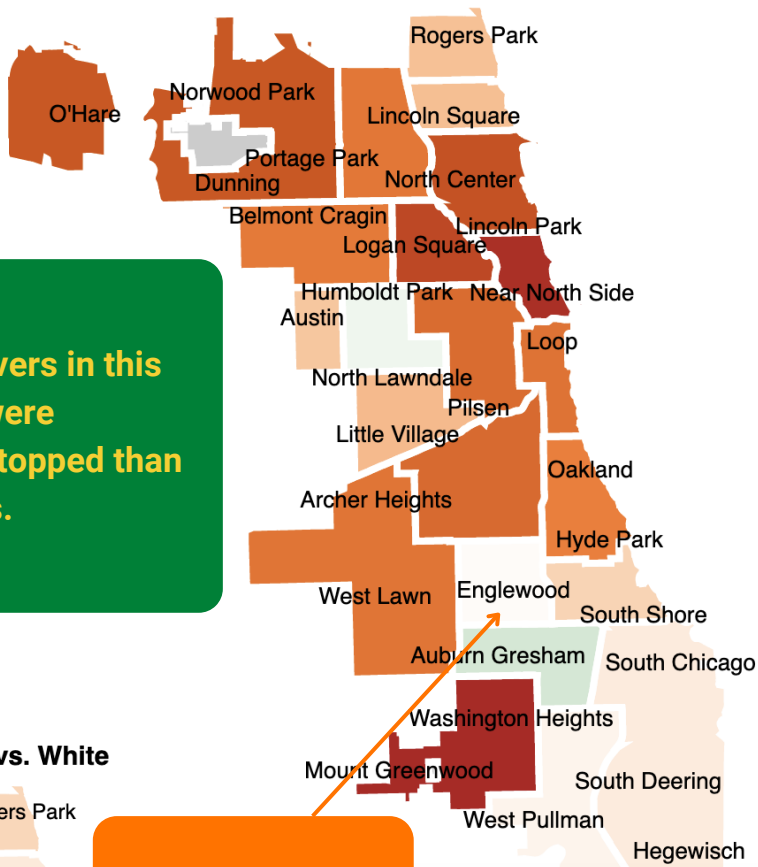 Rogers Park
Norwood Park
O'Hare
Lincoln Square
Portage Park
Dunning
North Center
Belmont Cragin
Lincoln Park
Logan Square
Humboldt Park
Near North Side
Austin
Loop
vers in this
vere
topped than
s.
North Lawndale
Pilsen
Little Village
Oakland
Archer Heights
Hyde Park
Englewood
West Lawn
South Shore
Auburn Gresham
South Chicago
Washington Heights
vs. White
Mount Greenwood
South Deering
ers Park
West Pullman
Hegewisch